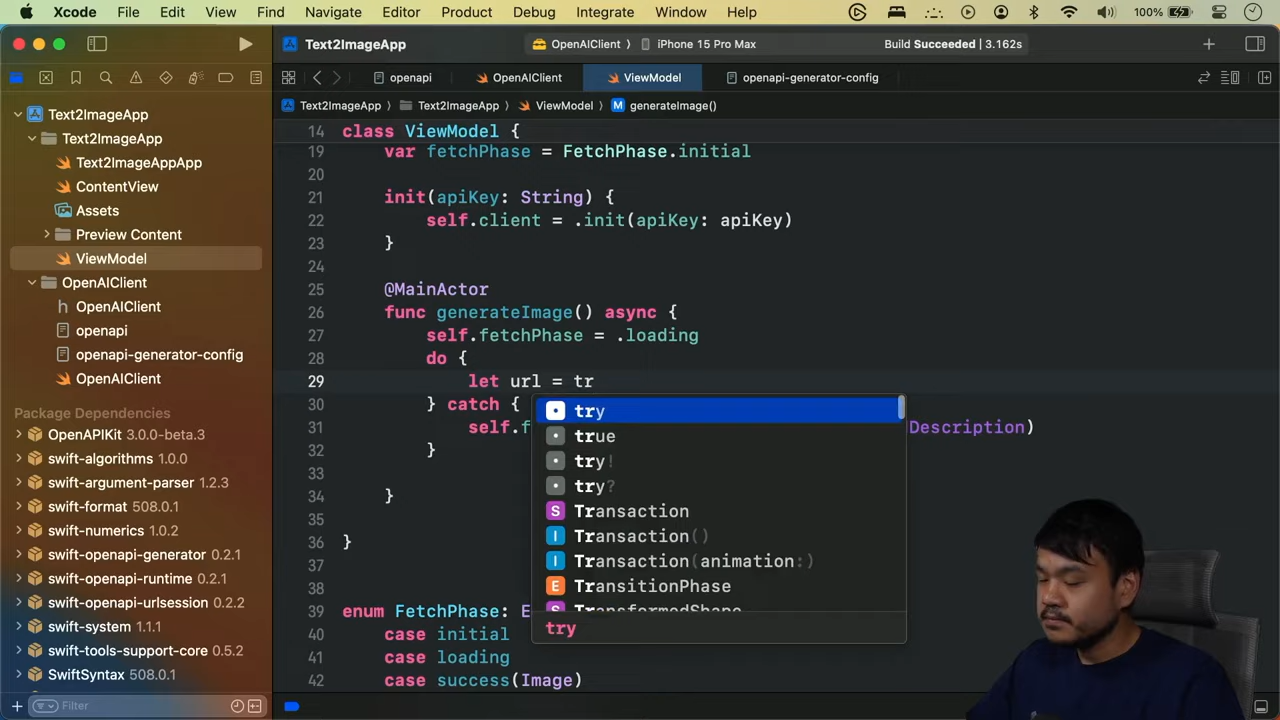 Xcode File Edit View Find Navigate Editor Product Debug Integrate Window Help 100%
Text2ImageApp OpenAIClient iPhone 15 Pro Max Build Succeeded | 3.162s
openapi OpenAIClient ViewModel openapi-generator-config
Text2ImageApp Text2ImageApp ViewModel M generateImage()
Text2ImageApp
Text2ImageApp
Text2ImageAppApp
ContentView
Assets
Preview Content
ViewModel
OpenAIClient
h OpenAIClient
openapi
openapi-generator-config
OpenAIClient
Package Dependencies
OpenAPIKit 3.0.0-beta.3
swift-algorithms 1.0.0
swift-argument-parser 1.2.3
swift-format 508.0.1
swift-numerics 1.0.2
swift-openapi-generator 0.2.1
swift-openapi-runtime 0.2.1
swift-openapi-urlsession 0.2.2
swift-system 1.1.1
swift-tools-support-core 0.5.2
SwiftSyntax 508.0.1
Filter
14 class ViewModel {
19 var fetchPhase = FetchPhase.initial
20
21 init(apiKey: String) {
22 self.client = .init(apiKey: apiKey)
23 }
24
25 @MainActor
26 func generateImage() async {
27 self.fetchPhase = .loading
28 do {
29 let url = tr
30 } catch {
31 self.f Description)
32 }
33
34 }
35
36 }
37
38
39 enum FetchPhase: E
40 case initial
41 case loading
42 case success(Image)
try
true
try!
try?
S Transaction
I Transaction()
I Transaction(animation:)
E TransitionPhase
S TransformedShape
try